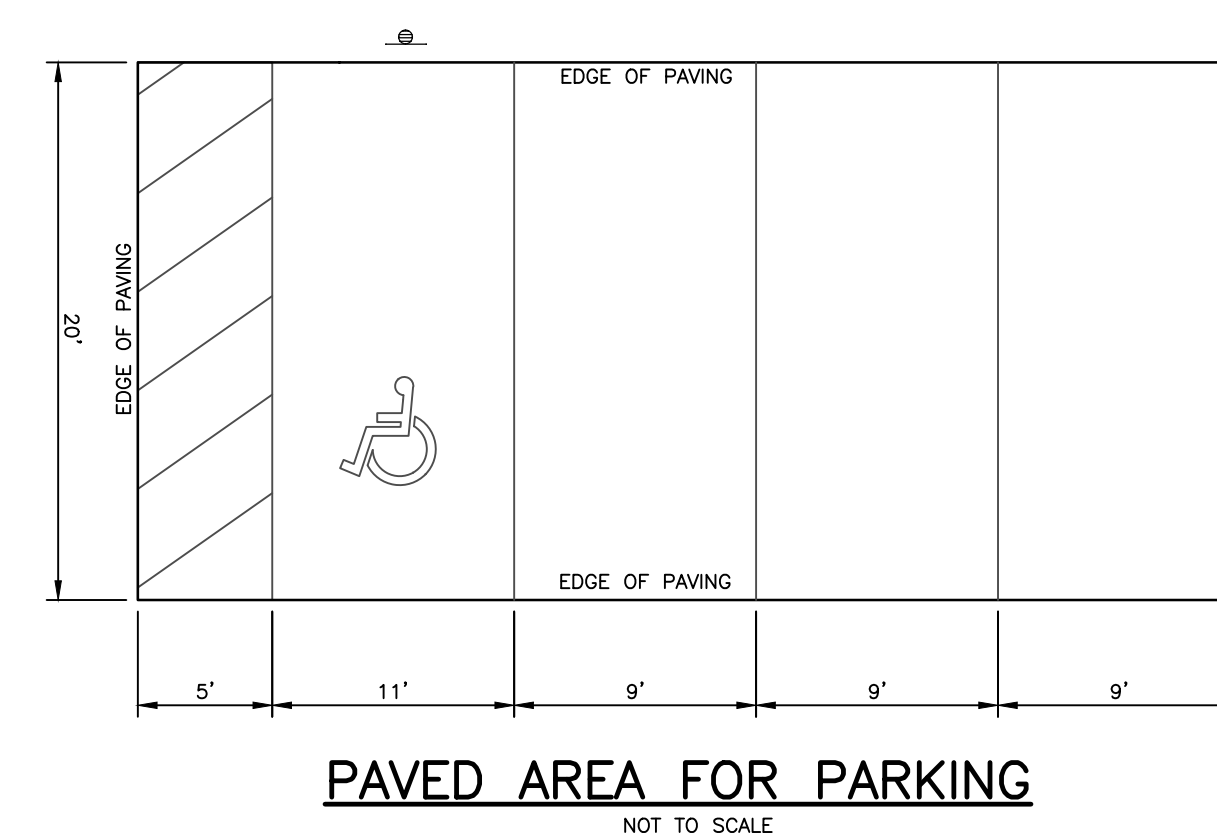 EDGE OF PAVING
EDGE OF PAVING
20'
EDGE OF PAVING
5' 11' 9' 9' 9'
PAVED AREA FOR PARKING
NOT TO SCALE